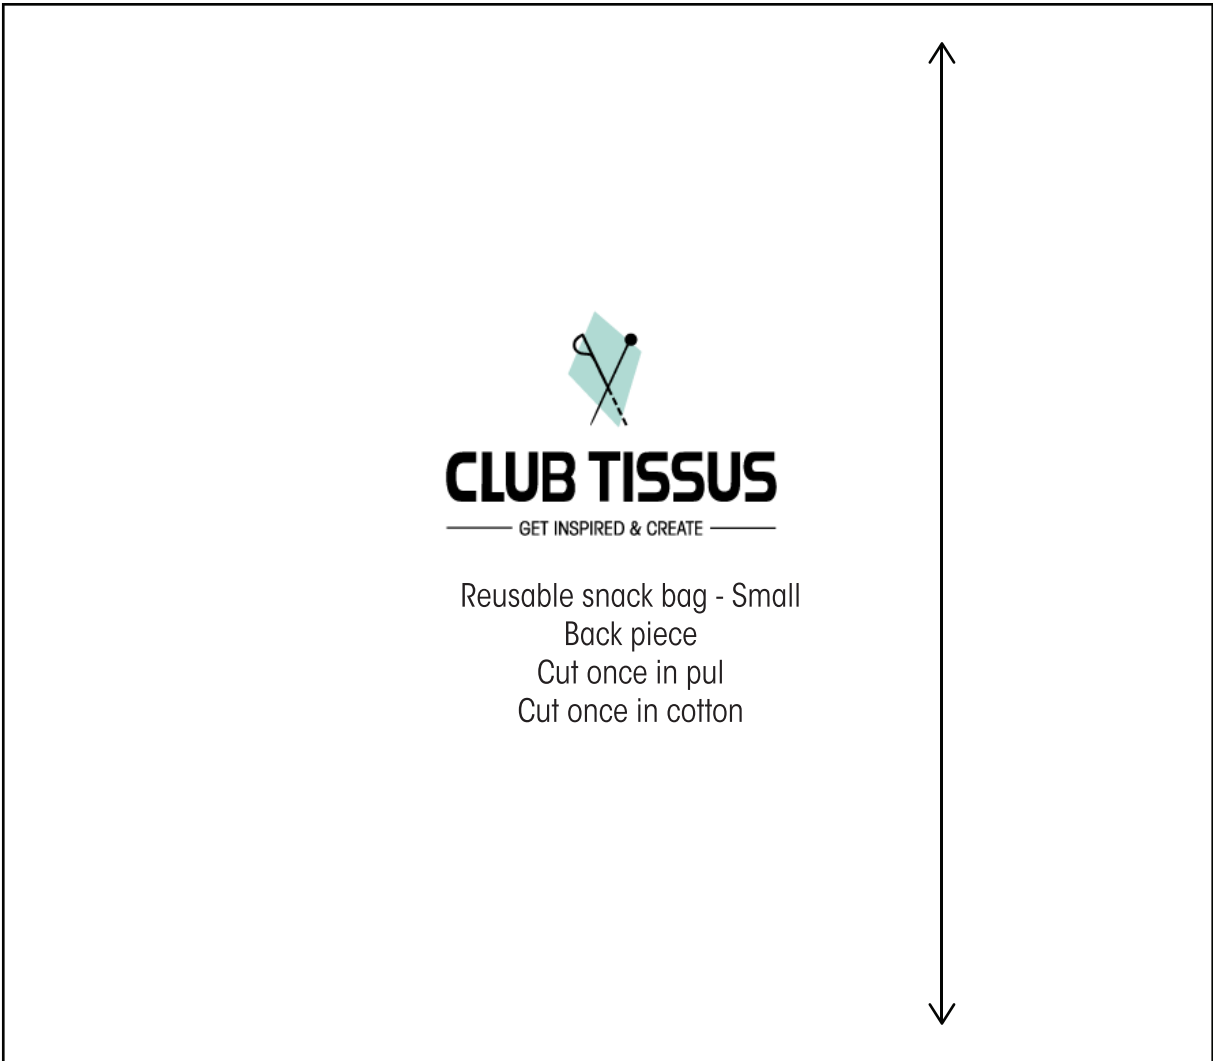 CLUB TISSUS
GET INSPIRED & CREATE
Reusable snack bag - Small
Back piece
Cut once in pul
Cut once in cotton